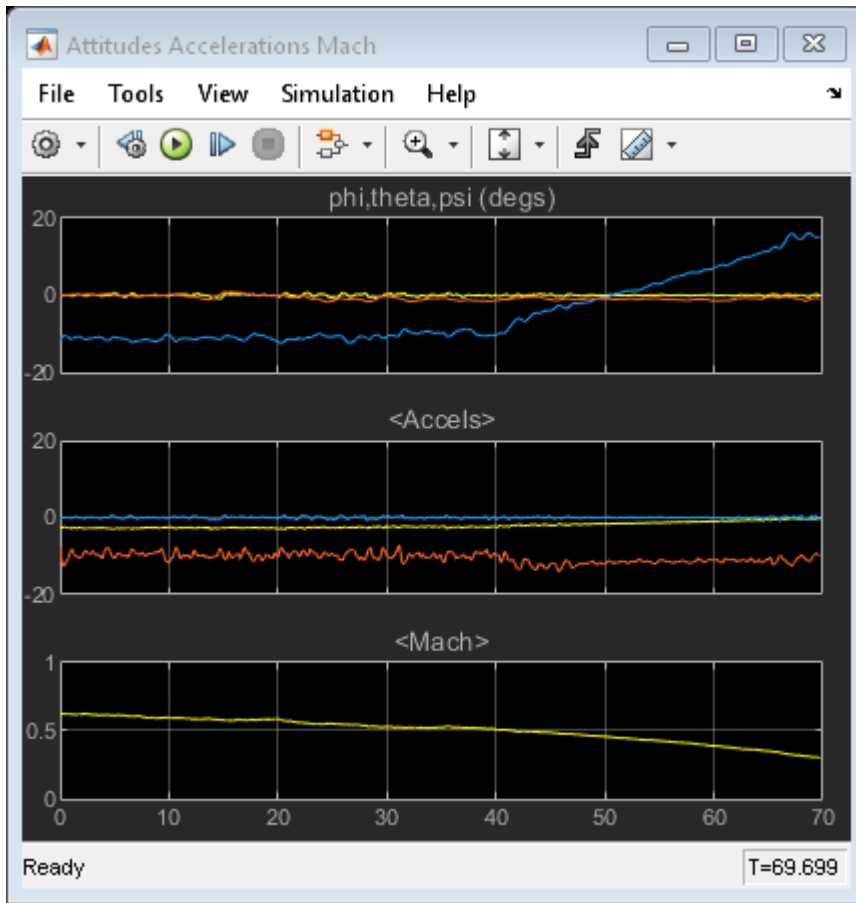 Attitudes Accelerations Mach
File Tools View Simulation Help
phi,theta,psi (degs)
20
0
-20
<Accels>
20
0
-20
<Mach>
1
0.5
0
0 10 20 30 40 50 60 70
Ready T=69.699